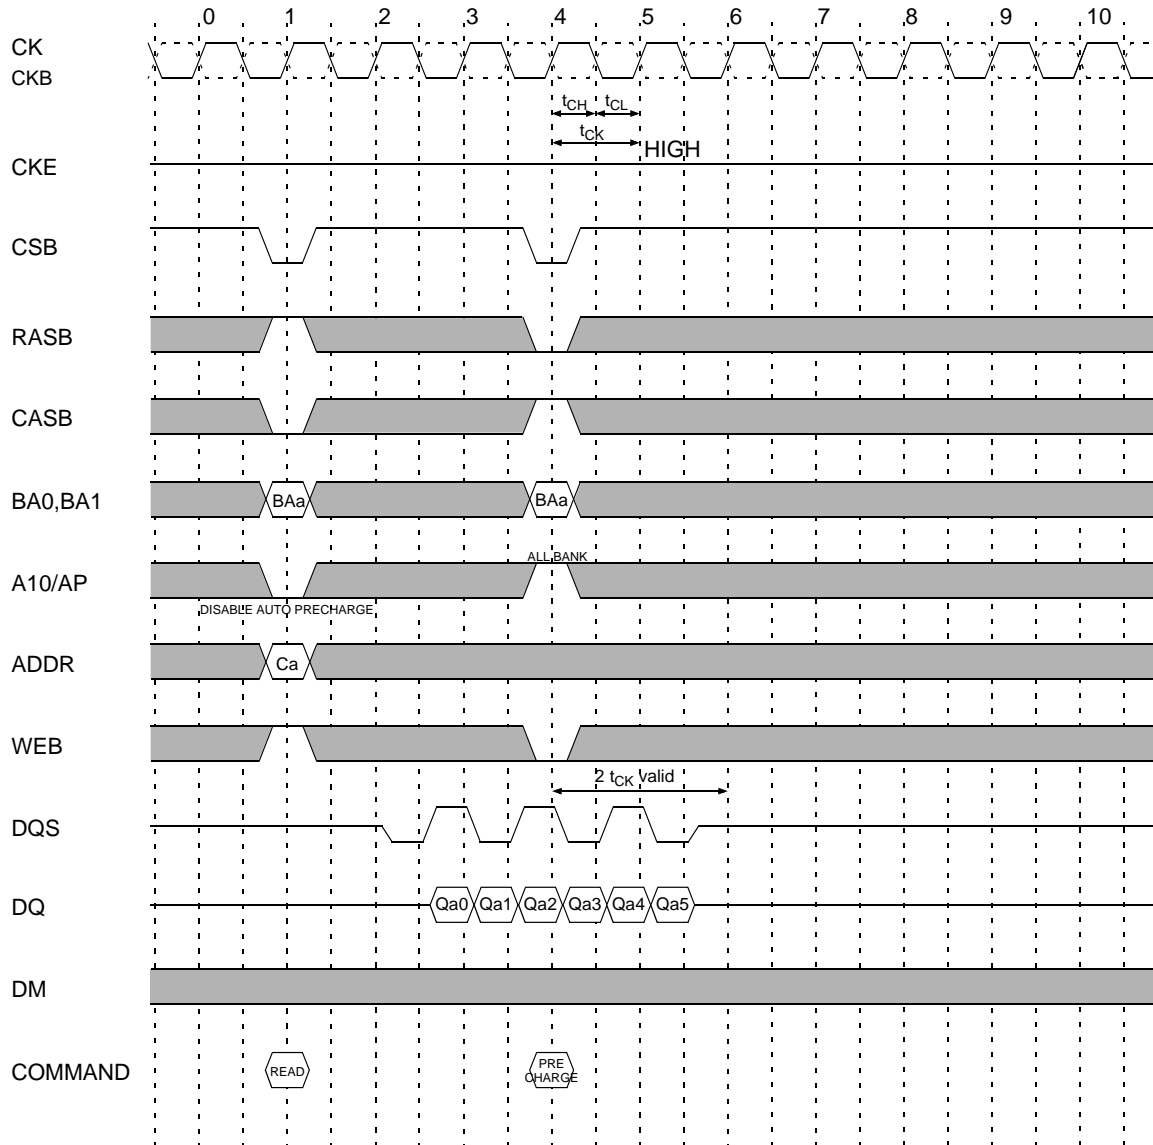 0 1 2 3 4 5 6 7 8 9 10
CK
CKB
tCH tCL
tCK
HIGH
CKE
CSB
RASB
CASB
BA0,BA1 BAa BAa
ALL BANK
A10/AP
DISABLE AUTO PRECHARGE
ADDR Ca
WEB
2 tCK valid
DQS
DQ Qa0 Qa1 Qa2 Qa3 Qa4 Qa5
DM
COMMAND READ PRE
CHARGE